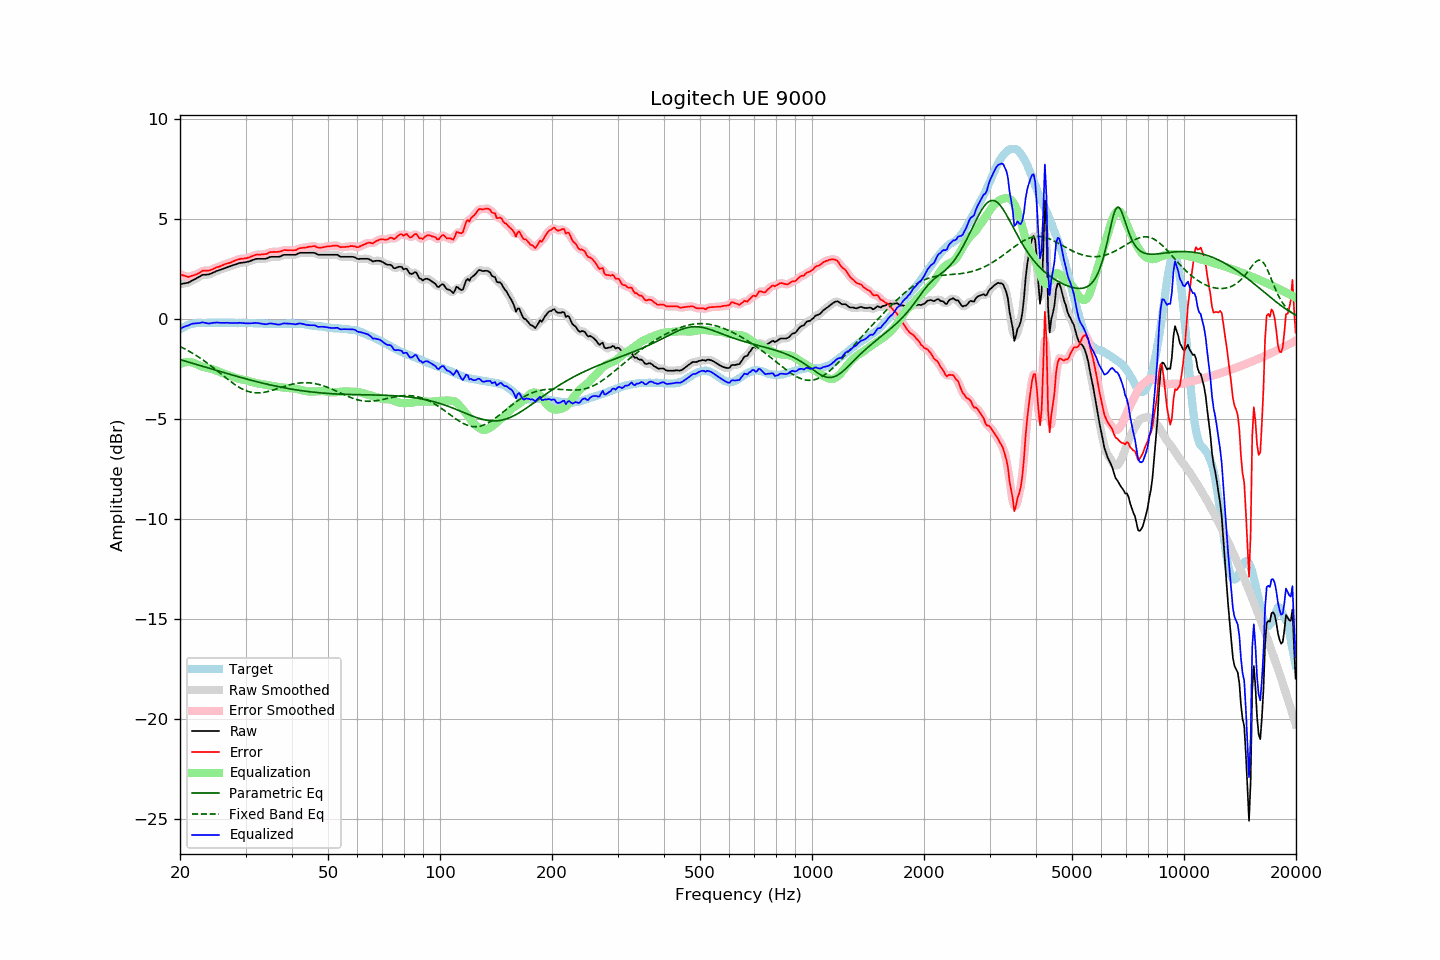 Logitech UE 9000
10
5
0
−5
−10
−15
−20
−25
Amplitude (dBr)
Target
Raw Smoothed
Error Smoothed
Raw
Error
Equalization
Parametric Eq
Fixed Band Eq
Equalized
20 50 100 200 500 1000 2000 5000 10000 20000
Frequency (Hz)